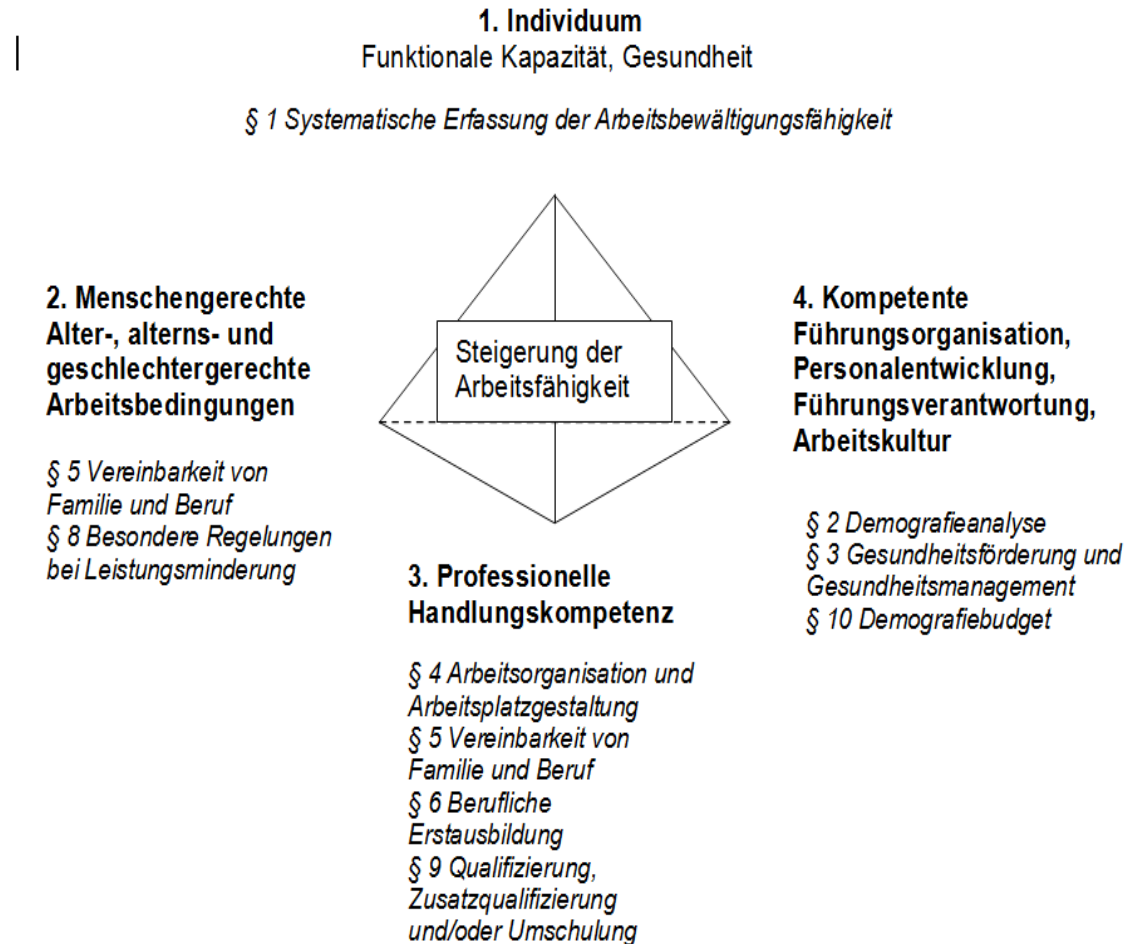 1. Individuum
Funktionale Kapazität, Gesundheit
§ 1 Systematische Erfassung der Arbeitsbewältigungsfähigkeit
2. Menschengerechte
Alter-, alterns- und
geschlechtergerechte
Arbeitsbedingungen
§ 5 Vereinbarkeit von
Familie und Beruf
§ 8 Besondere Regelungen
bei Leistungsminderung
Steigerung der
Arbeitsfähigkeit
4. Kompetente
Führungsorganisation,
Personalentwicklung,
Führungsverantwortung,
Arbeitskultur
§ 2 Demografieanalyse
§ 3 Gesundheitsförderung und
Gesundheitsmanagement
§ 10 Demografiebudget
3. Professionelle
Handlungskompetenz
§ 4 Arbeitsorganisation und
Arbeitsplatzgestaltung
§ 5 Vereinbarkeit von
Familie und Beruf
§ 6 Berufliche
Erstausbildung
§ 9 Qualifizierung,
Zusatzqualifizierung
und/oder Umschulung